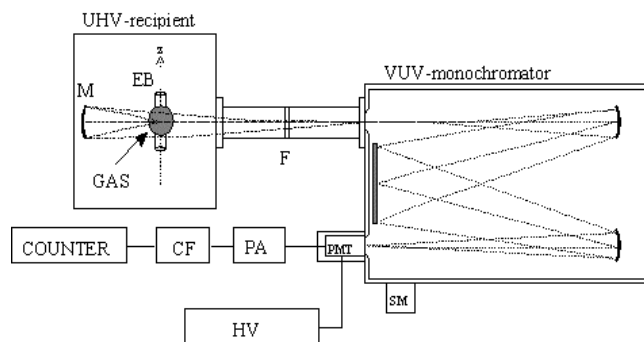 UHV-recipient
z
EB
M
VUV-monochromator
GAS
F
COUNTER
CF
PA
PMT
SM
HV